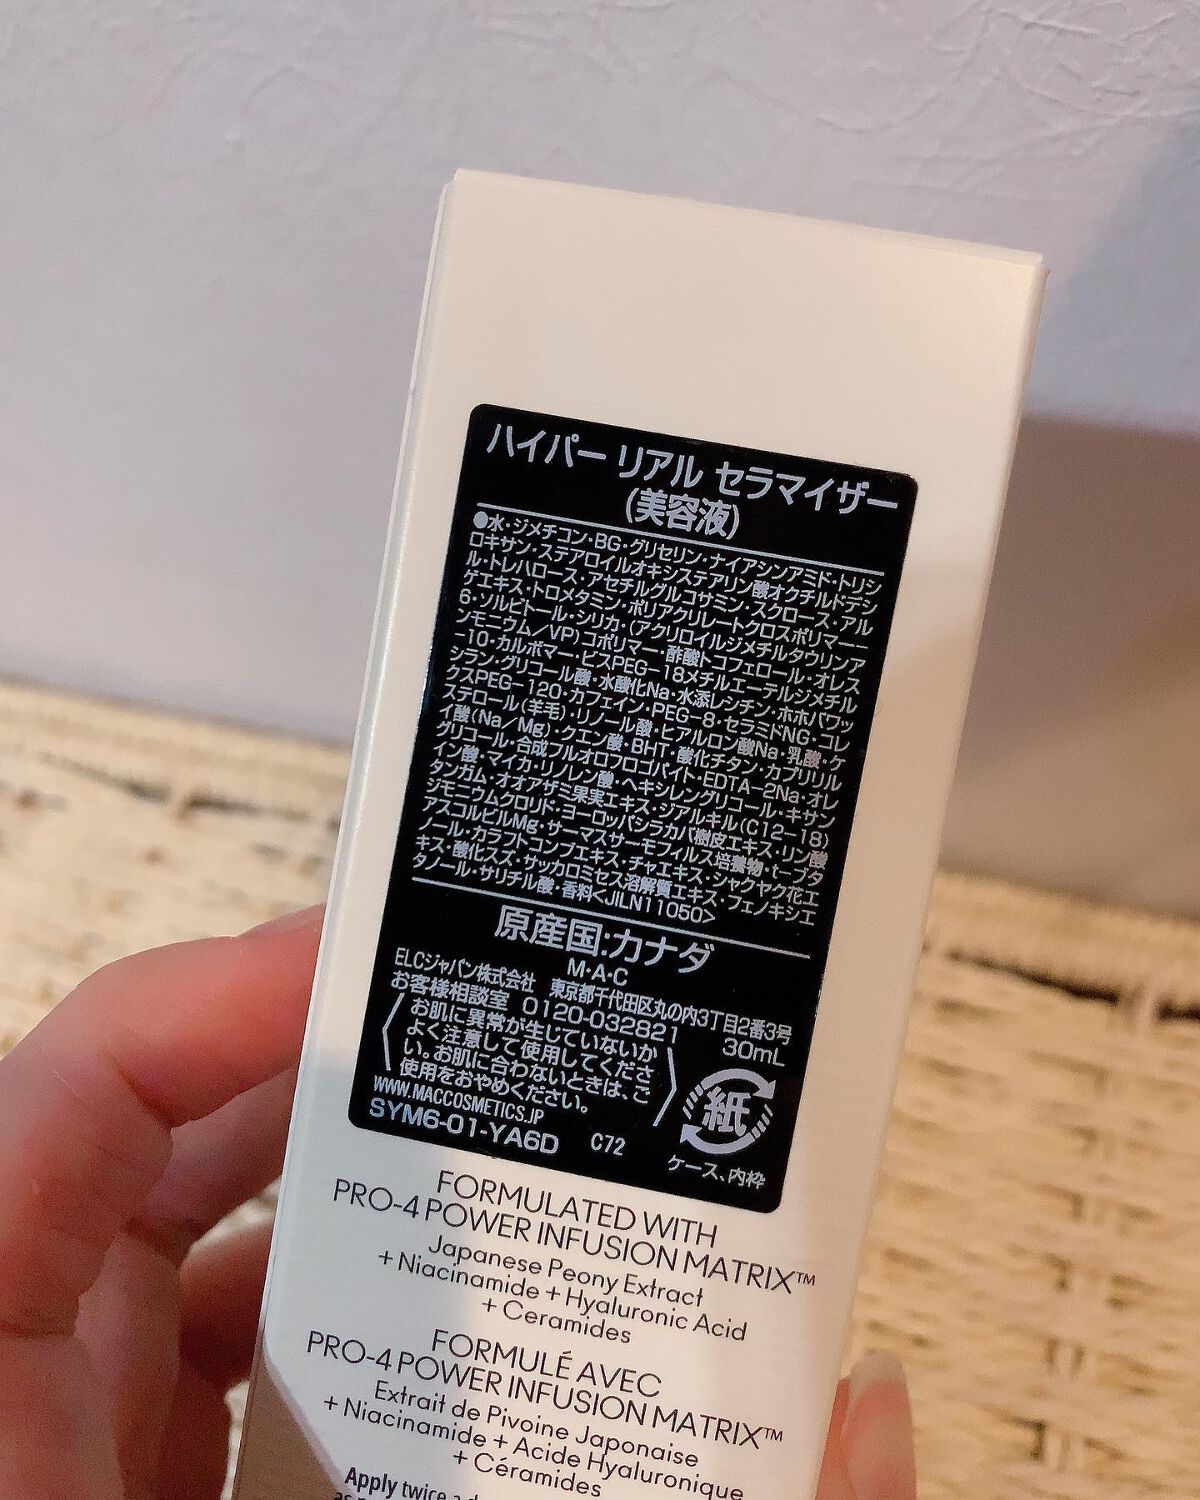 ハイパー リアル セラマイザー
(美容液)
●水・ジメチコン・BG・グリセリン・ナイアシンアミド・トリシ
ロキサン・ステアロイルオキシステアリン酸オクチルドデシ
ル・トレハロース・アセチルグルコサミン・スクロース・アル
ゲエキス・トロメタミン・ポリアクリレートクロスポリマー-
6・ソルビトール・シリカ・(アクリロイルジメチルタウリンア
ンモニウム/VP)コポリマー・酢酸トコフェロール・オレス
-10・カルボマー・ビスPEG-18メチルエーテルジメチル
シラン・グリコール酸・水酸化Na・水添レシチン・ホホバワッ
クスPEG-120・カフェイン・PEG-8・セラミドNG・コレ
ステロール(羊毛)・リノール酸・ヒアルロン酸Na・乳酸・ケ
イ酸(Na/Mg)・クエン酸・BHT・酸化チタン・カプリリル
グリコール・合成フルオロフロゴパイト・EDTA-2Na・オレ
イン酸・マイカ・リノレン酸・ヘキシレングリコール・キサン
タンガム・オオアザミ果実エキス・ジアルキル(C12-18)
ジモニウムクロリド・ヨーロッパシラカバ樹皮エキス・リン酸
アスコルビルMg・サーマスサーモフィルス培養物・t-ブタ
ノール・カラフトコンブエキス・チャエキス・シャクヤク花エ
キス・酸化スズ・サッカロミセス溶解質エキス・フェノキシエ
タノール・サリチル酸・香料<JILN11050>
原産国:カナダ
M・A・C
ELCジャパン株式会社 東京都千代田区丸の内3丁目2番3号
お客様相談室 0120-032821
30mL
お肌に異常が生じていないか
よく注意して使用してくださ
い。お肌に合わないときは、ご
使用をおやめください。
WWW.MACCOSMETICS.JP
SYM6-01-YA6D C72
紙
ケース、内枠
FORMULATED WITH
PRO-4 POWER INFUSION MATRIX™
Japanese Peony Extract
+ Niacinamide + Hyaluronic Acid
+ Ceramides
FORMULÉ AVEC
PRO-4 POWER INFUSION MATRIX™
Extrait de Pivoine Japonaise
+ Niacinamide + Acide Hyaluronique
+ Céramides
Apply twice a